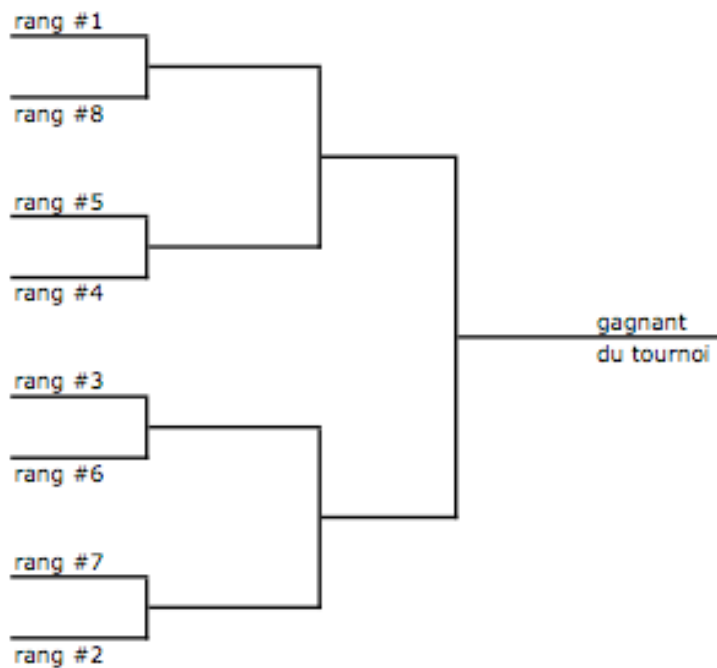 rang #1
rang #8
rang #5
rang #4
rang #3
rang #6
rang #7
rang #2
gagnant
du tournoi